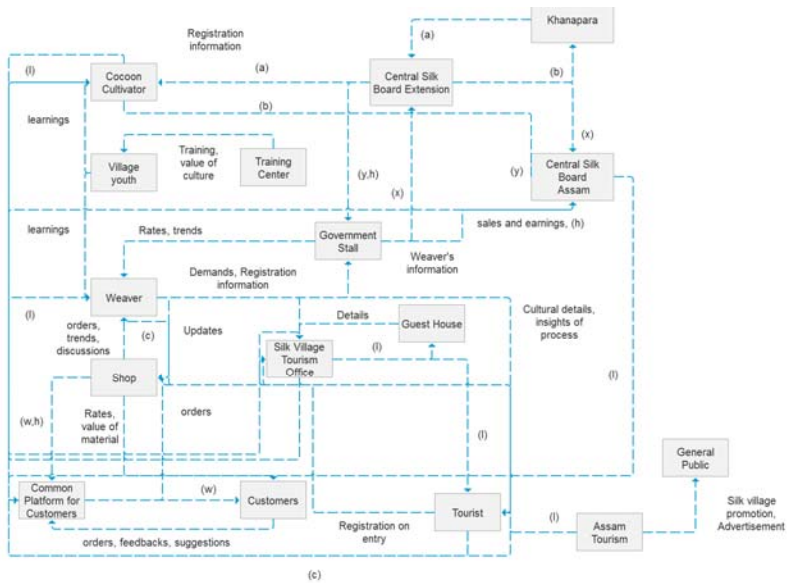 Khanapara
Registration
information
(a)
(l)
(a)
(b)
Cocoon
Cultivator
Central Silk
Board Extension
(b)
learnings
(x)
Training,
value of
culture
Training
Center
Village
youth
(y,h)
(y)
Central Silk
Board
Assam
(x)
learnings
Rates, trends
Government
Stall
sales and earnings, (h)
Weaver's
information
Demands, Registration
information
Weaver
(l)
Details
Guest House
Cultural details,
insights of
process
orders,
trends,
discussions
(c)
Updates
Silk Village
Tourism
Office
(l)
Shop
(l)
Rates,
value of
material
orders
(w,h)
(l)
General
Public
Common
Platform for
Customers
(w)
Customers
Tourist
Silk village
promotion,
Advertisement
Registration on
entry
(l)
Assam
Tourism
orders, feedbacks, suggestions
(c)